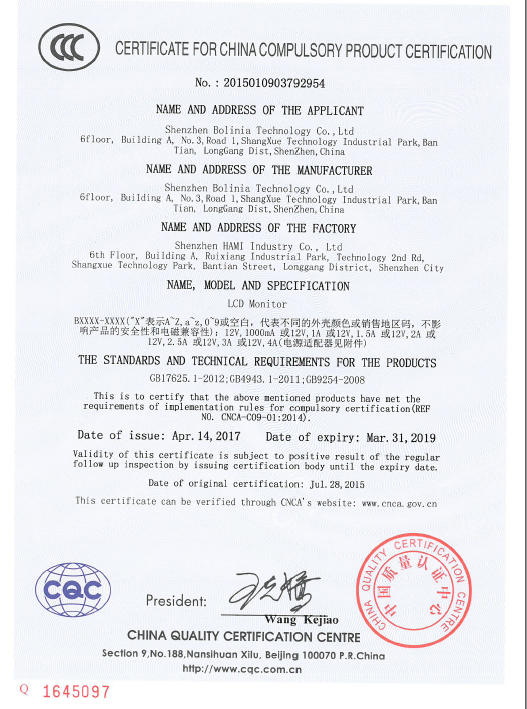 CCC
CERTIFICATE FOR CHINA COMPULSORY PRODUCT CERTIFICATION
No. : 2015010903792954
NAME AND ADDRESS OF THE APPLICANT
Shenzhen Bolinia Technology Co., Ltd
6floor, Building A, No. 3, Road 1, ShangXue Technology Industrial Park, Ban
Tian, LongGang Dist, ShenZhen, China
NAME AND ADDRESS OF THE MANUFACTURER
Shenzhen Bolinia Technology Co., Ltd
6floor, Building A, No. 3, Road 1, ShangXue Technology Industrial Park, Ban
Tian, LongGang Dist, ShenZhen, China
NAME AND ADDRESS OF THE FACTORY
Shenzhen HAMI Industry Co., Ltd
6th Floor, Building A, Ruixiang Industrial Park, Technology 2nd Rd,
Shangxue Technology Park, Bantian Street, Longgang District, Shenzhen City
NAME, MODEL AND SPECIFICATION
LCD Monitor
BXXXX-XXXX("X"表示A~Z, a~z, 0~9或空白, 代表不同的外壳颜色或销售地区码, 不影
响产品的安全性和电磁兼容性); 12V, 1000mA 或12V, 1A 或12V, 1.5A 或12V, 2A 或
12V, 2.5A 或12V, 3A 或12V, 4A(电源适配器见附件)
THE STANDARDS AND TECHNICAL REQUIREMENTS FOR THE PRODUCTS
GB17625.1-2012;GB4943.1-2011;GB9254-2008
This is to certify that the above mentioned products have met the
requirements of implementation rules for compulsory certification(REF
NO. CNCA-C09-01:2014).
Date of issue: Apr. 14, 2017 Date of expiry: Mar. 31, 2019
Validity of this certificate is subject to positive result of the regular
follow up inspection by issuing certification body until the expiry date.
Date of original certification: Jul. 28, 2015
This certificate can be verified through CNCA's website: www.cnca.gov.cn
CQC
President:
Wang Kejiao
CHINA QUALITY CERTIFICATION CENTRE
中国质量认证中心
CHINA QUALITY CERTIFICATION CENTRE
Section 9, No.188, Nansihuan Xilu, Beijing 100070 P.R.China
http://www.cqc.com.cn
Q 1645097